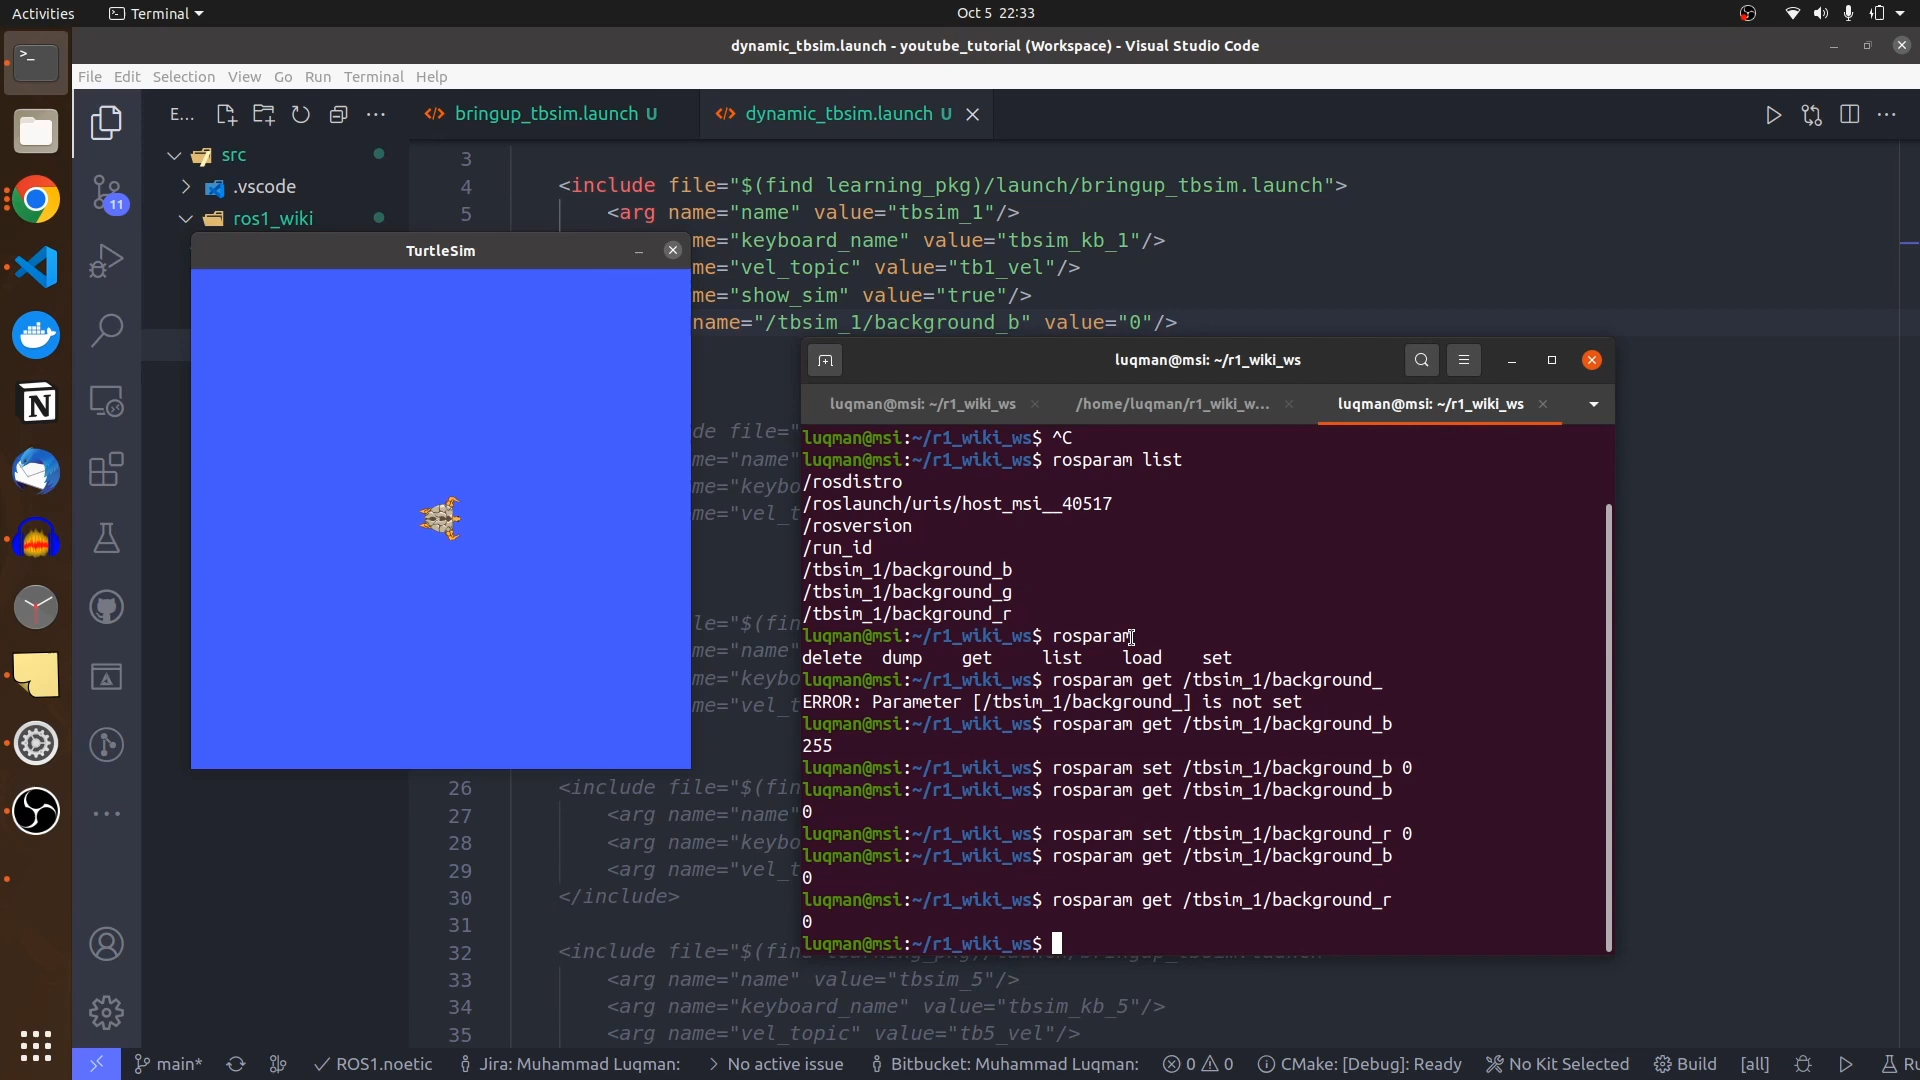 Activities
Terminal
Oct 5 22:33
dynamic_tbsim.launch - youtube_tutorial (Workspace) - Visual Studio Code
File Edit Selection View Go Run Terminal Help
E...
bringup_tbsim.launch U
dynamic_tbsim.launch U
src
.vscode
ros1_wiki
11
3
4 <include file="$(find learning_pkg)/launch/bringup_tbsim.launch">
5 <arg name="name" value="tbsim_1"/>
me="keyboard_name" value="tbsim_kb_1"/>
me="vel_topic" value="tb1_vel"/>
me="show_sim" value="true"/>
name="/tbsim_1/background_b" value="0"/>
TurtleSim
de file="
me="name"
me="keybo
me="vel_t
le="$(fin
me="name"
me="keybo
me="vel_t
26 <include file="$(fin
27 <arg name="name"
28 <arg name="keybo
29 <arg name="vel_t
30 </include>
31
32 <include file="$(find learning_pkg)/launch/bringup_tbsim.launch"
33 <arg name="name" value="tbsim_5"/>
34 <arg name="keyboard_name" value="tbsim_kb_5"/>
35 <arg name="vel_topic" value="tb5_vel"/>
luqman@msi: ~/r1_wiki_ws
luqman@msi: ~/r1_wiki_ws
/home/luqman/r1_wiki_w...
luqman@msi: ~/r1_wiki_ws
luqman@msi:~/r1_wiki_ws$ ^C
luqman@msi:~/r1_wiki_ws$ rosparam list
/rosdistro
/roslaunch/uris/host_msi__40517
/rosversion
/run_id
/tbsim_1/background_b
/tbsim_1/background_g
/tbsim_1/background_r
luqman@msi:~/r1_wiki_ws$ rosparam
delete dump get list load set
luqman@msi:~/r1_wiki_ws$ rosparam get /tbsim_1/background_
ERROR: Parameter [/tbsim_1/background_] is not set
luqman@msi:~/r1_wiki_ws$ rosparam get /tbsim_1/background_b
255
luqman@msi:~/r1_wiki_ws$ rosparam set /tbsim_1/background_b 0
luqman@msi:~/r1_wiki_ws$ rosparam get /tbsim_1/background_b
0
luqman@msi:~/r1_wiki_ws$ rosparam set /tbsim_1/background_r 0
luqman@msi:~/r1_wiki_ws$ rosparam get /tbsim_1/background_b
0
luqman@msi:~/r1_wiki_ws$ rosparam get /tbsim_1/background_r
0
luqman@msi:~/r1_wiki_ws$
main* ROS1.noetic Jira: Muhammad Luqman: No active issue Bitbucket: Muhammad Luqman: 0 0 CMake: [Debug]: Ready No Kit Selected Build [all] Ru